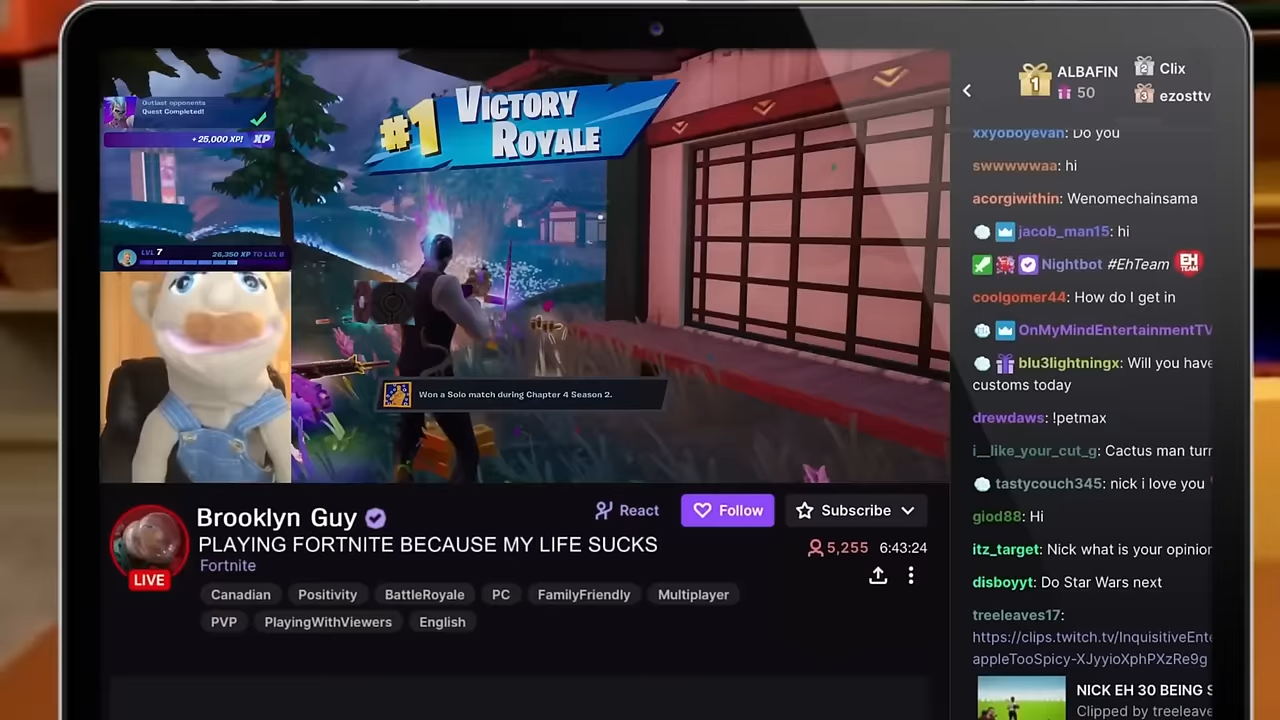 Outlast opponents
Quest Completed!
+ 25,000 XP! XP
#1 VICTORY
ROYALE
LVL 7
26,350 XP TO LVL 8
Won a Solo match during Chapter 4 Season 2.
Brooklyn Guy
PLAYING FORTNITE BECAUSE MY LIFE SUCKS
Fortnite
LIVE
React
Follow
Subscribe
5,255 6:43:24
Canadian Positivity BattleRoyale PC FamilyFriendly Multiplayer
PVP PlayingWithViewers English
1 ALBAFIN
50
2 Clix
3 ezosttv
xxyoboyevan: Do you
swwwwwaa: hi
acorgiwithin: Wenomechainsama
jacob_man15: hi
Nightbot #EhTeam EH TEAM
coolgomer44: How do I get in
OnMyMindEntertainmentTV
blu3lightningx: Will you have
customs today
drewdaws: !petmax
i__like_your_cut_g: Cactus man turn
tastycouch345: nick i love you
giod88: Hi
itz_target: Nick what is your opinion
disboyyt: Do Star Wars next
treeleaves17:
https://clips.twitch.tv/InquisitiveEnte
appleTooSpicy-XJyyioXphPXzRe9g
NICK EH 30 BEING S
Clipped by treeleave